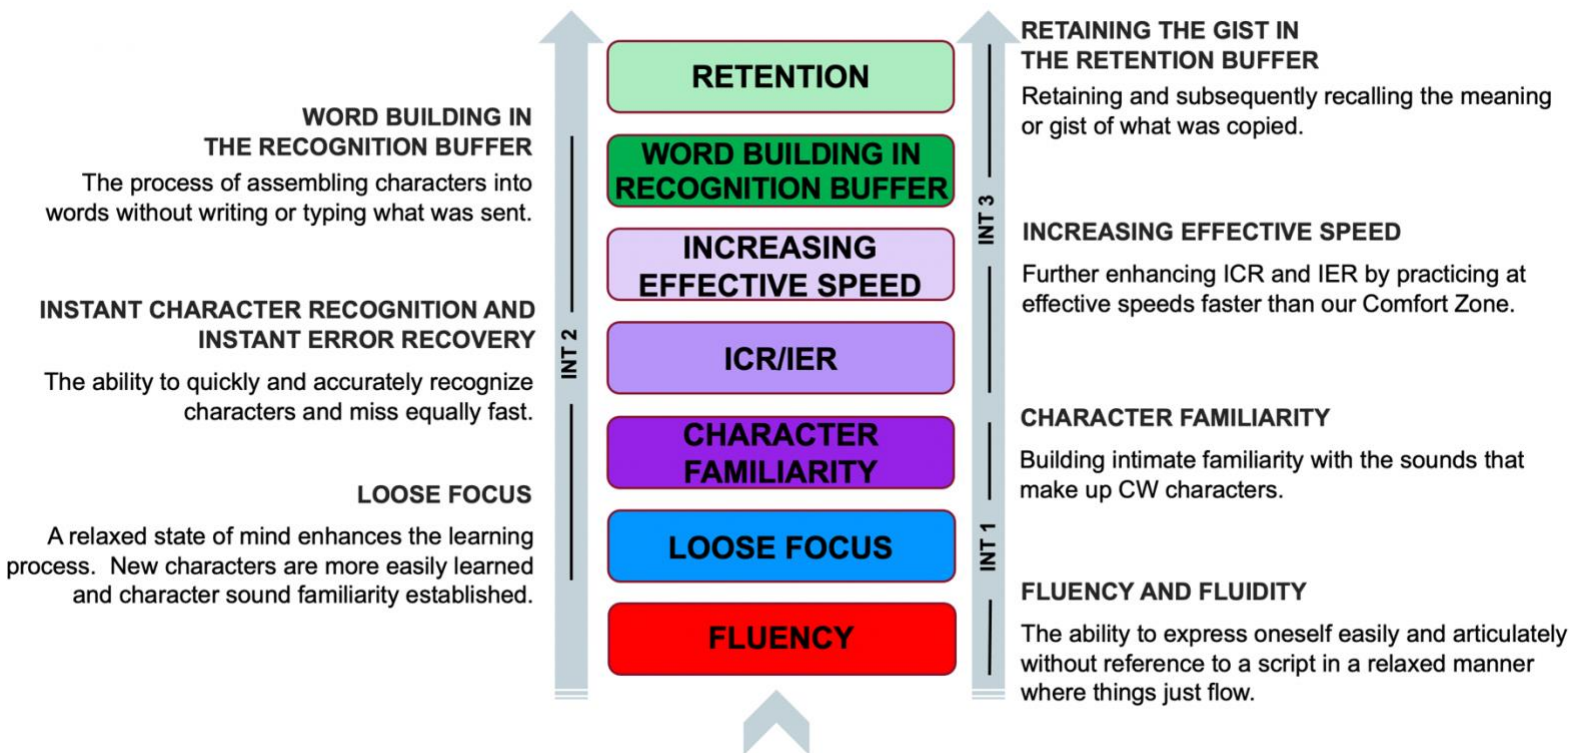 WORD BUILDING IN
THE RECOGNITION BUFFER
The process of assembling characters into
words without writing or typing what was sent.
INSTANT CHARACTER RECOGNITION AND
INSTANT ERROR RECOVERY
The ability to quickly and accurately recognize
characters and miss equally fast.
LOOSE FOCUS
A relaxed state of mind enhances the learning
process. New characters are more easily learned
and character sound familiarity established.
INT 2
RETENTION
WORD BUILDING IN
RECOGNITION BUFFER
INCREASING
EFFECTIVE SPEED
ICR/IER
CHARACTER
FAMILIARITY
LOOSE FOCUS
FLUENCY
INT 3
INT 1
RETAINING THE GIST IN
THE RETENTION BUFFER
Retaining and subsequently recalling the meaning
or gist of what was copied.
INCREASING EFFECTIVE SPEED
Further enhancing ICR and IER by practicing at
effective speeds faster than our Comfort Zone.
CHARACTER FAMILIARITY
Building intimate familiarity with the sounds that
make up CW characters.
FLUENCY AND FLUIDITY
The ability to express oneself easily and articulately
without reference to a script in a relaxed manner
where things just flow.